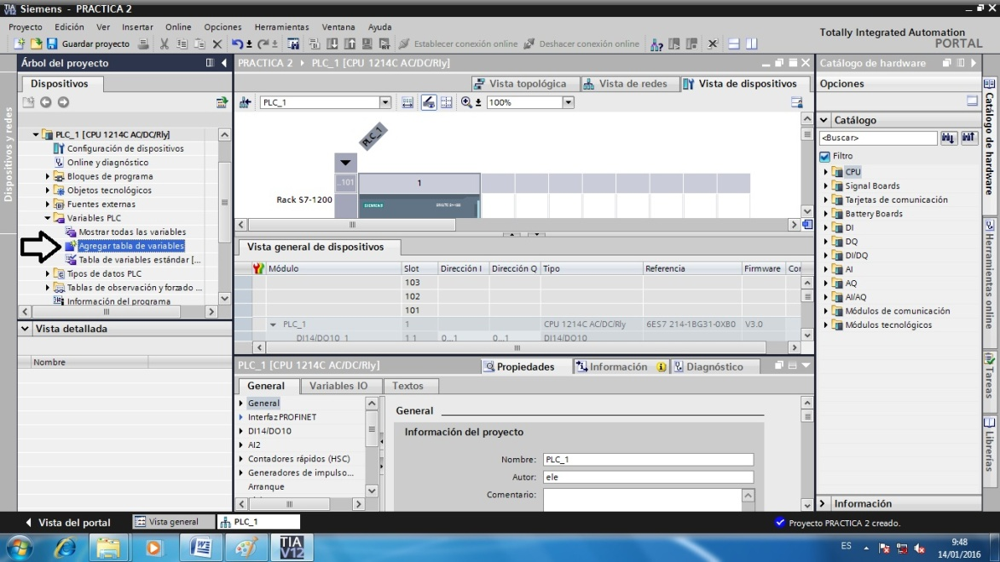 Siemens - PRACTICA 2
Proyecto Edición Ver Insertar Online Opciones Herramientas Ventana Ayuda
Guardar proyecto
Establecer conexión online
Deshacer conexión online
Totally Integrated Automation
PORTAL
Árbol del proyecto
Dispositivos
Dispositivos y redes
PLC_1 [CPU 1214C AC/DC/Rly]
Configuración de dispositivos
Online y diagnóstico
Bloques de programa
Objetos tecnológicos
Fuentes externas
Variables PLC
Mostrar todas las variables
Agregar tabla de variables
Tabla de variables estándar [...
Tipos de datos PLC
Tablas de observación y forzado ...
Información del programa
Vista detallada
Nombre
PRACTICA 2 PLC_1 [CPU 1214C AC/DC/Rly]
Vista topológica
Vista de redes
Vista de dispositivos
PLC_1
100%
PLC_1
..101
1
Rack S7-1200
SIEMENS
Vista general de dispositivos
Módulo Slot Dirección I Dirección Q Tipo Referencia Firmware Co
103
102
101
PLC_1 1 CPU 1214C AC/DC/Rly 6ES7 214-1BG31-0XB0 V3.0
DI14/DO10_1 1 1 0...1 0...1 DI14/DO10
PLC_1 [CPU 1214C AC/DC/Rly]
Propiedades
Información
Diagnóstico
General
Variables IO
Textos
General
Interfaz PROFINET
DI14/DO10
AI2
Contadores rápidos (HSC)
Generadores de impulso...
Arranque
General
Información del proyecto
Nombre: PLC_1
Autor: ele
Comentario:
Catálogo de hardware
Opciones
Catálogo
<Buscar>
Filtro
CPU
Signal Boards
Tarjetas de comunicación
Battery Boards
DI
DQ
DI/DQ
AI
AQ
AI/AQ
Módulos de comunicación
Módulos tecnológicos
Información
Catálogo de hardware
Herramientas online
Tareas
Librerías
Vista del portal
Vista general
PLC_1
Proyecto PRACTICA 2 creado.
TIA
V12
ES
9:48
14/01/2016